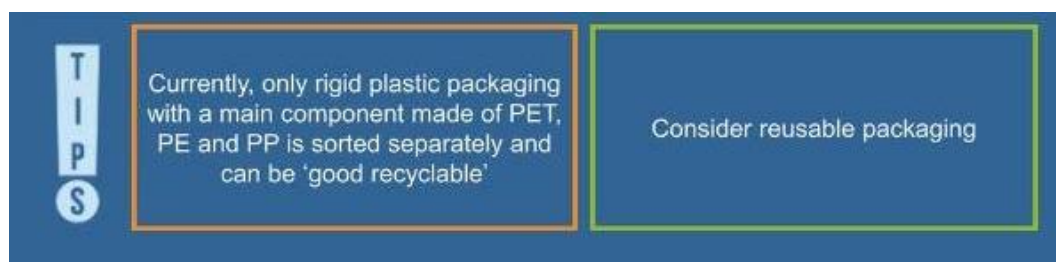 TIPS
Currently, only rigid plastic packaging
with a main component made of PET,
PE and PP is sorted separately and
can be ‘good recyclable’
Consider reusable packaging